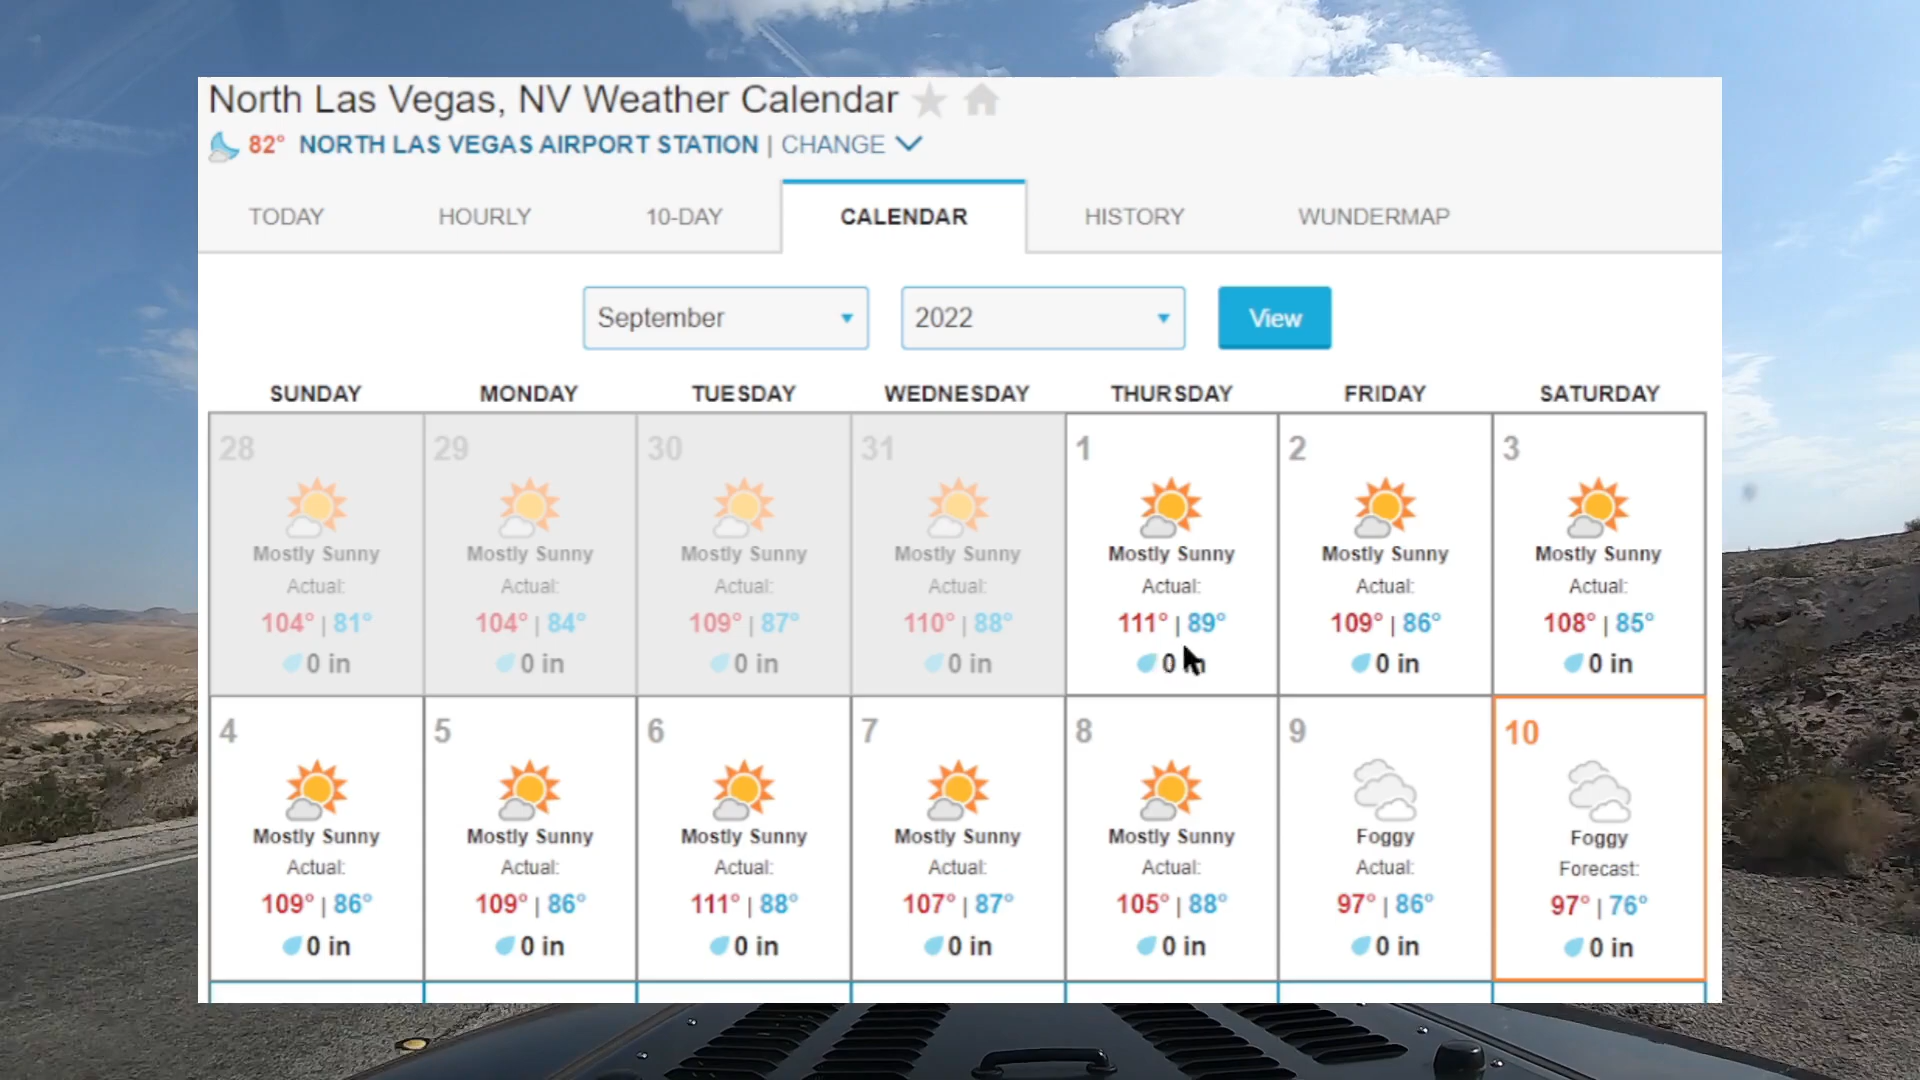 North Las Vegas, NV Weather Calendar
82° NORTH LAS VEGAS AIRPORT STATION | CHANGE
TODAY HOURLY 10-DAY CALENDAR HISTORY WUNDERMAP
September 2022 View
SUNDAY MONDAY TUESDAY WEDNESDAY THURSDAY FRIDAY SATURDAY
28 29 30 31 1 2 3
Mostly Sunny Mostly Sunny Mostly Sunny Mostly Sunny Mostly Sunny Mostly Sunny Mostly Sunny
Actual: Actual: Actual: Actual: Actual: Actual: Actual:
104° | 81° 104° | 84° 109° | 87° 110° | 88° 111° | 89° 109° | 86° 108° | 85°
0 in 0 in 0 in 0 in 0 0 in 0 in
4 5 6 7 8 9 10
Mostly Sunny Mostly Sunny Mostly Sunny Mostly Sunny Mostly Sunny Foggy Foggy
Actual: Actual: Actual: Actual: Actual: Actual: Forecast:
109° | 86° 109° | 86° 111° | 88° 107° | 87° 105° | 88° 97° | 86° 97° | 76°
0 in 0 in 0 in 0 in 0 in 0 in 0 in